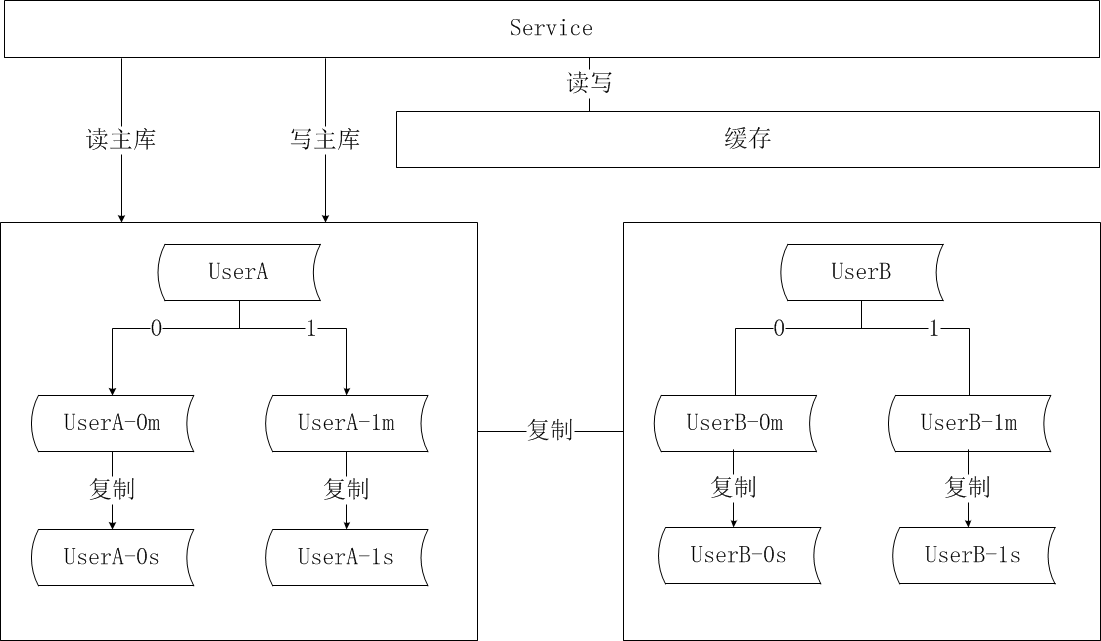 Service
读写
读主库
写主库
缓存
UserA
UserB
0
1
0
1
UserA-0m
UserA-1m
复制
UserB-0m
UserB-1m
复制
复制
复制
复制
UserA-0s
UserA-1s
UserB-0s
UserB-1s